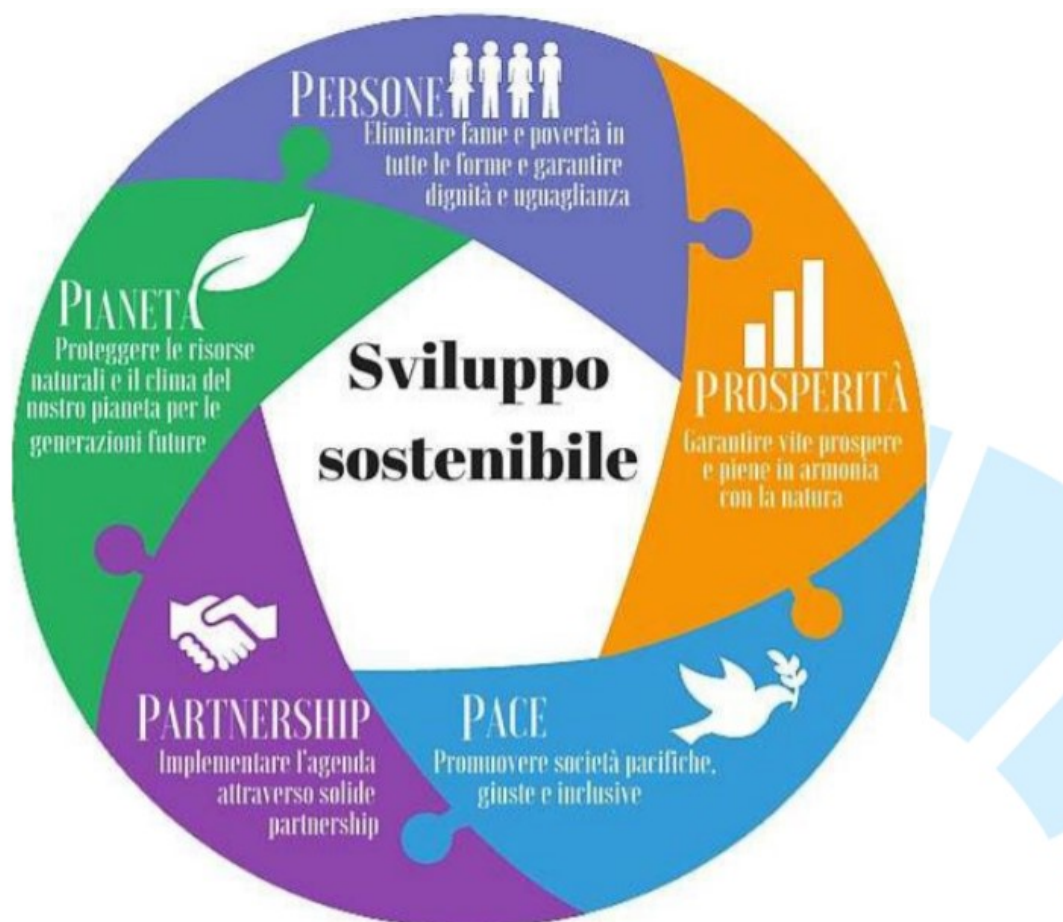 PERSONE
Eliminare fame e povertà in
tutte le forme e garantire
dignità e uguaglianza
PIANETA
Proteggere le risorse
naturali e il clima del
nostro pianeta per le
generazioni future
Sviluppo
sostenibile
PROSPERITÀ
Garantire vite prospere
e piene in armonia
con la natura
PARTNERSHIP
Implementare l'agenda
attraverso solide
partnership
PACE
Promuovere società pacifiche,
giuste e inclusive